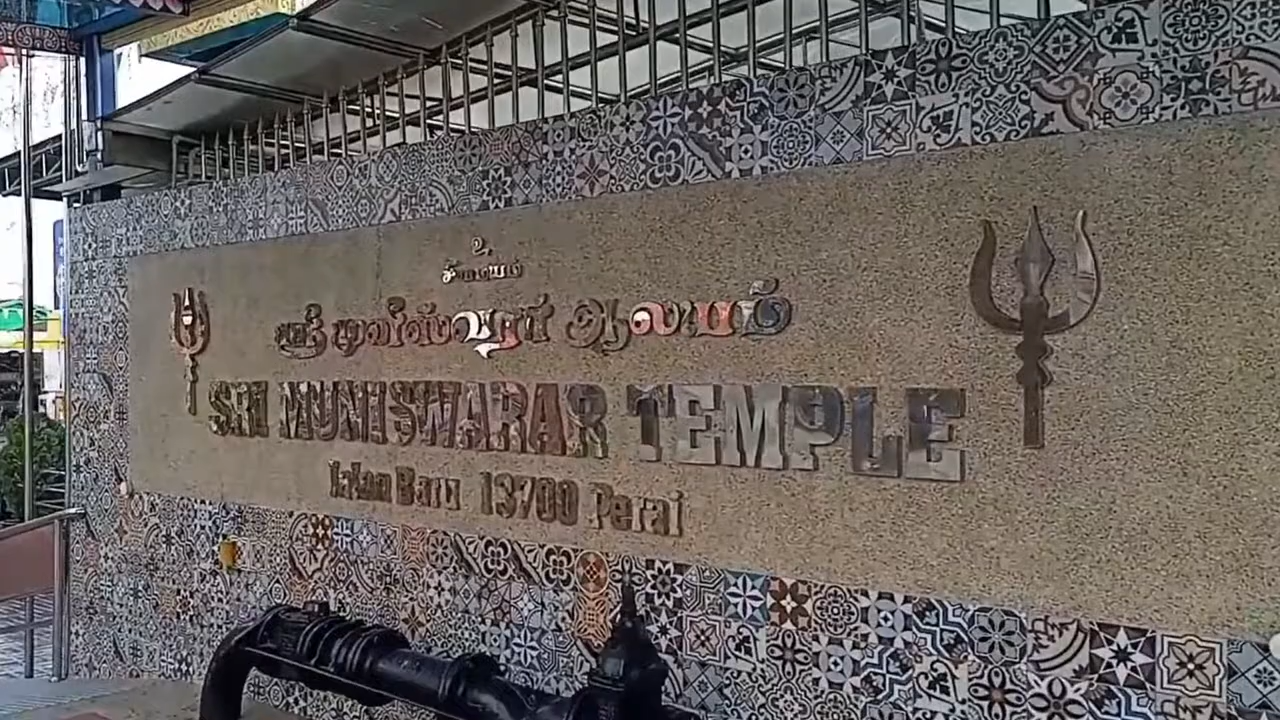 உ
சிவமயம்
ஸ்ரீ முனீஸ்வரர் ஆலயம்
SRI MUNISWARAR TEMPLE
Jalan Baru 13700 Perai